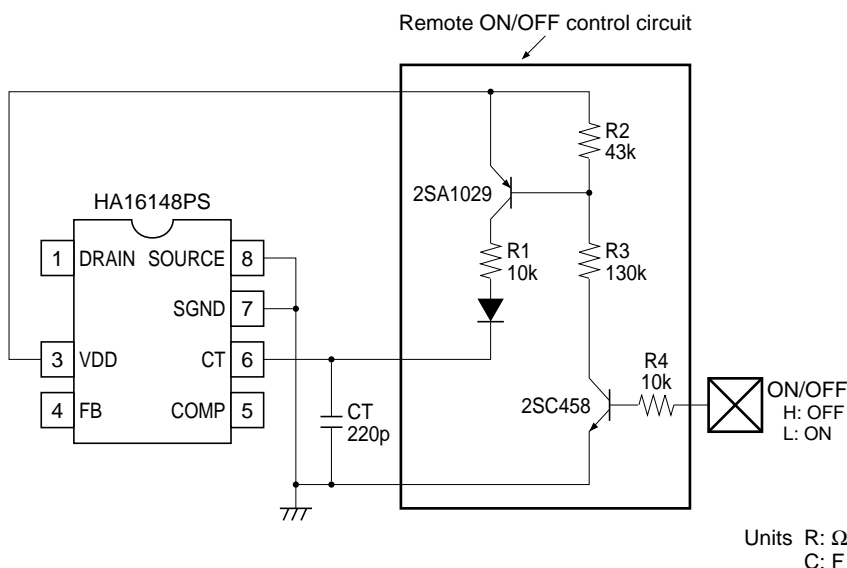 Remote ON/OFF control circuit
R2
43k
HA16148PS
2SA1029
1 DRAIN SOURCE 8
R1
10k
R3
130k
SGND 7
3 VDD CT 6
R4
10k
ON/OFF
H: OFF
L: ON
4 FB COMP 5
CT
220p
2SC458
Units R: Ω
C: F